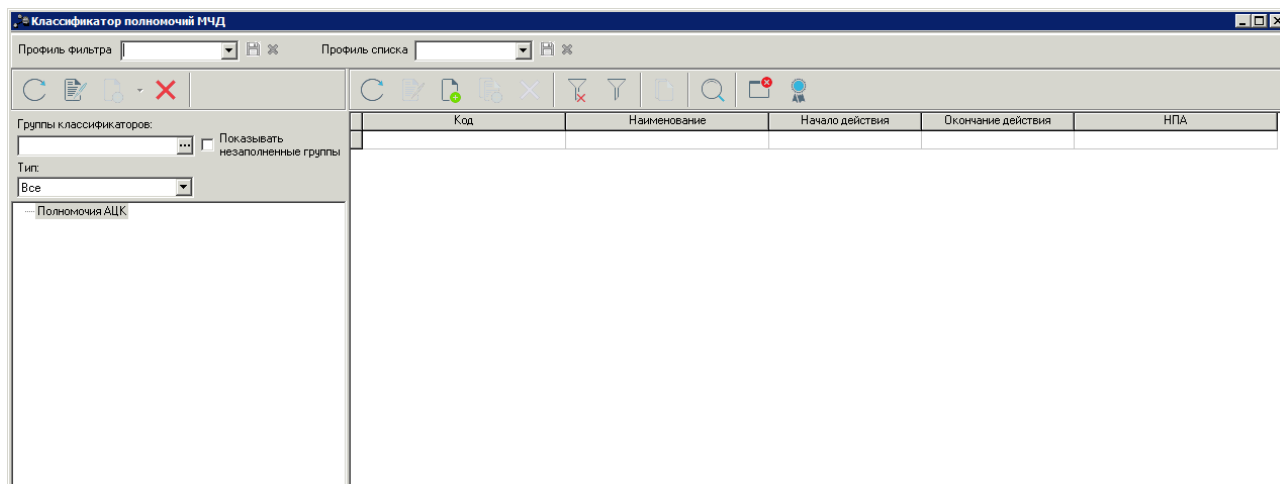 Классификатор полномочий МЧД
Профиль фильтра Профиль списка
Группы классификаторов:
Показывать
незаполненные группы
Тип:
Все
Полномочия АЦК
Код Наименование Начало действия Окончание действия НПА